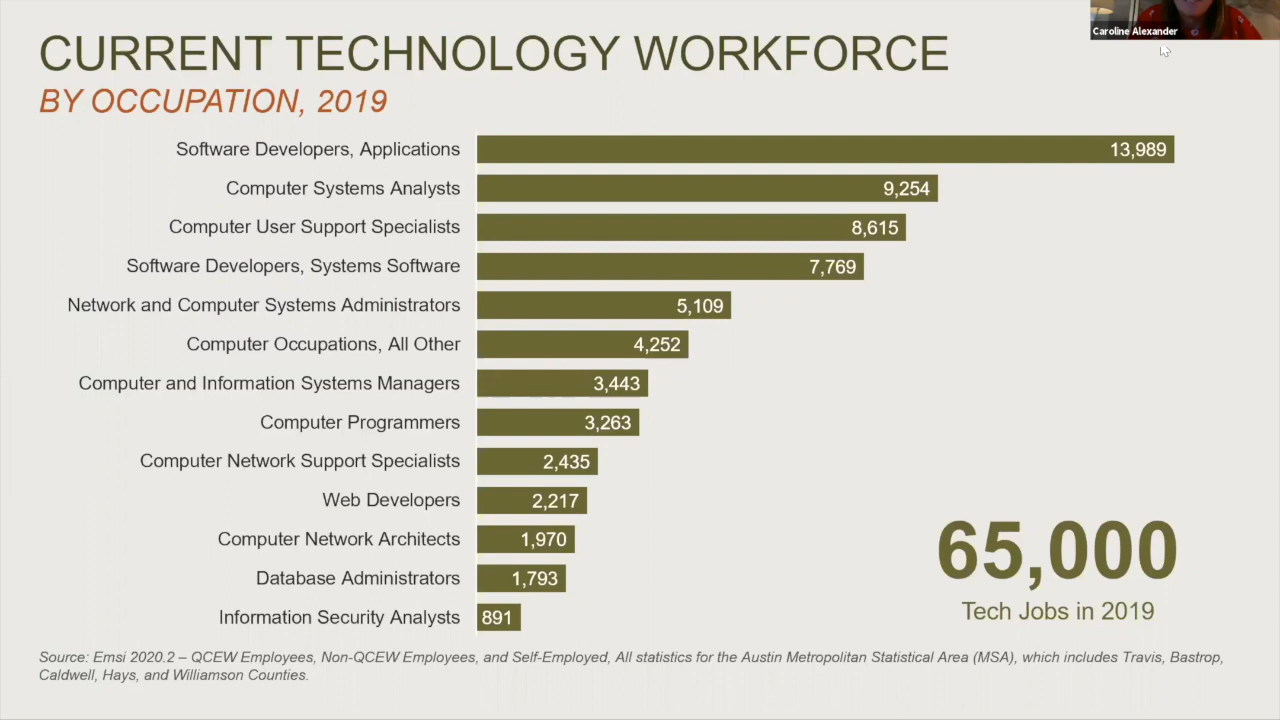 Caroline Alexander
CURRENT TECHNOLOGY WORKFORCE
BY OCCUPATION, 2019
Software Developers, Applications 13,989
Computer Systems Analysts 9,254
Computer User Support Specialists 8,615
Software Developers, Systems Software 7,769
Network and Computer Systems Administrators 5,109
Computer Occupations, All Other 4,252
Computer and Information Systems Managers 3,443
Computer Programmers 3,263
Computer Network Support Specialists 2,435
Web Developers 2,217
Computer Network Architects 1,970
Database Administrators 1,793
Information Security Analysts 891
65,000
Tech Jobs in 2019
Source: Emsi 2020.2 – QCEW Employees, Non-QCEW Employees, and Self-Employed, All statistics for the Austin Metropolitan Statistical Area (MSA), which includes Travis, Bastrop,
Caldwell, Hays, and Williamson Counties.